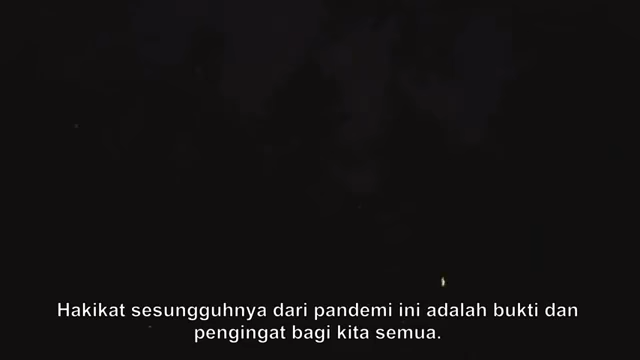 Hakikat sesungguhnya dari pandemi ini adalah bukti dan
pengingat bagi kita semua.